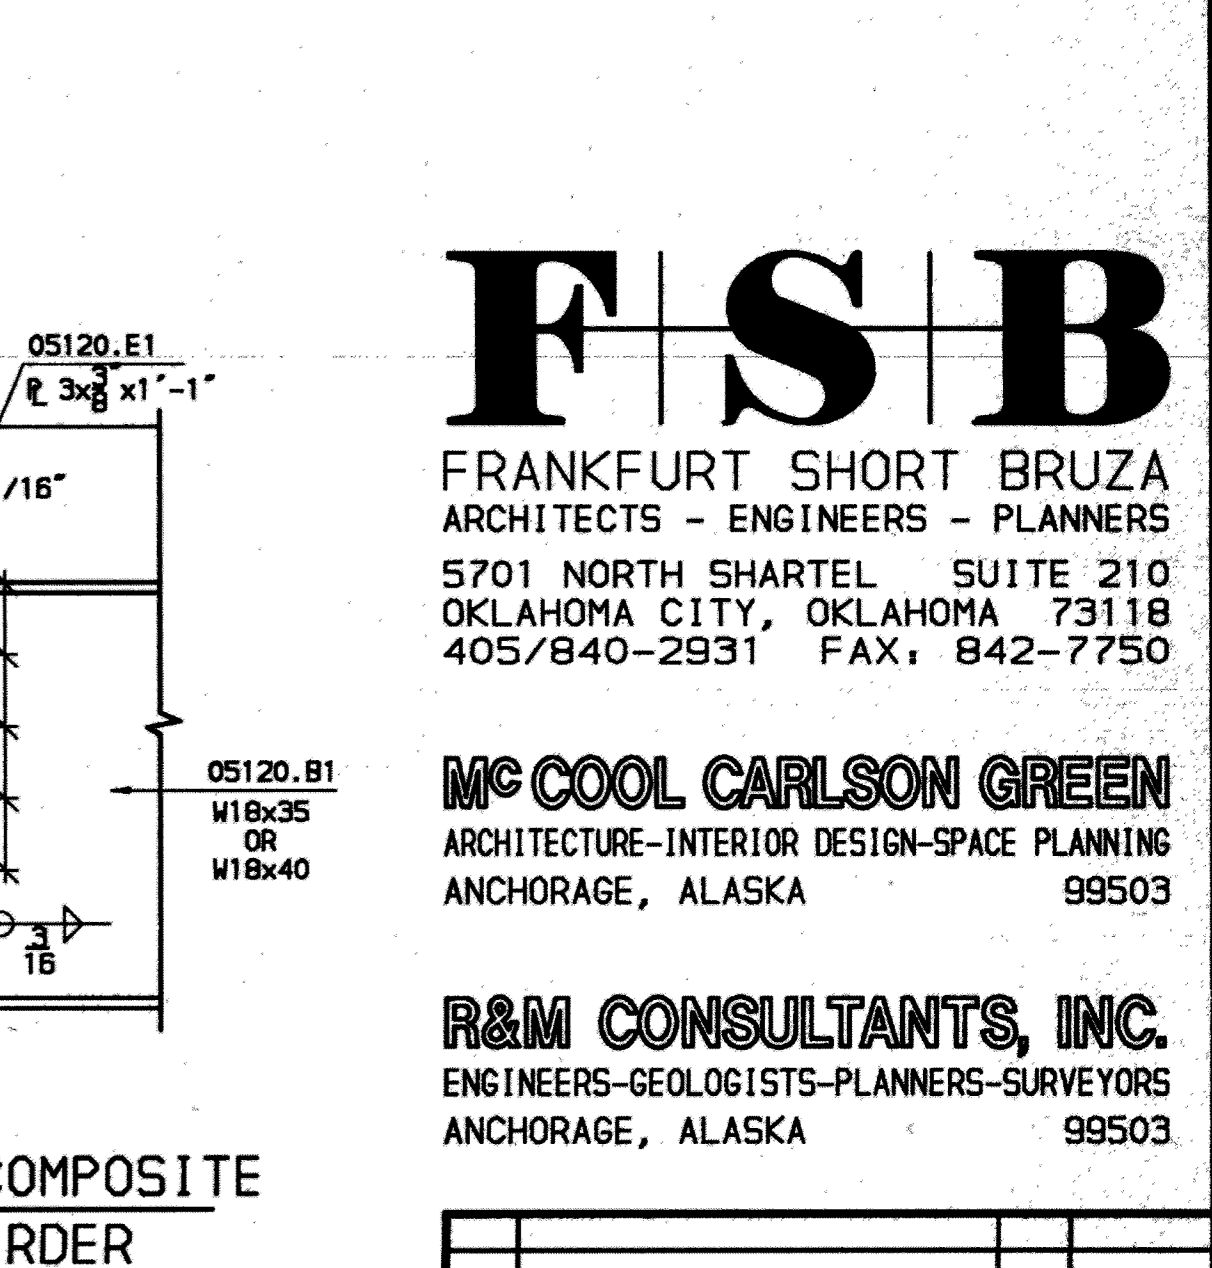 05120.E1
PL 3x3/8"x1'-1"
/16"
05120.B1
W18x35
OR
W18x40
3/16
COMPOSITE
RDER
F S B
FRANKFURT SHORT BRUZA
ARCHITECTS - ENGINEERS - PLANNERS
5701 NORTH SHARTEL SUITE 210
OKLAHOMA CITY, OKLAHOMA 73118
405/840-2931 FAX: 842-7750
Mc COOL CARLSON GREEN
ARCHITECTURE-INTERIOR DESIGN-SPACE PLANNING
ANCHORAGE, ALASKA 99503
R&M CONSULTANTS, INC.
ENGINEERS-GEOLOGISTS-PLANNERS-SURVEYORS
ANCHORAGE, ALASKA 99503